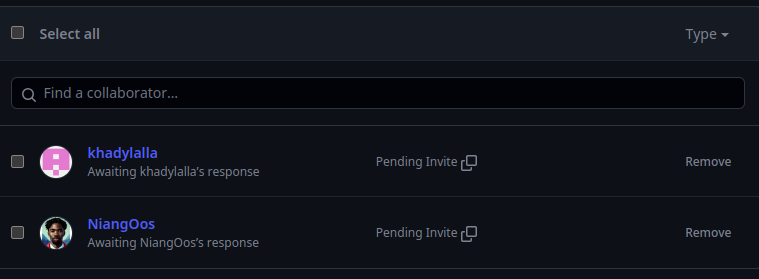 Select all
Type
Find a collaborator...
khadylalla
Awaiting khadylalla’s response
Pending Invite
Remove
NiangOos
Awaiting NiangOos’s response
Pending Invite
Remove